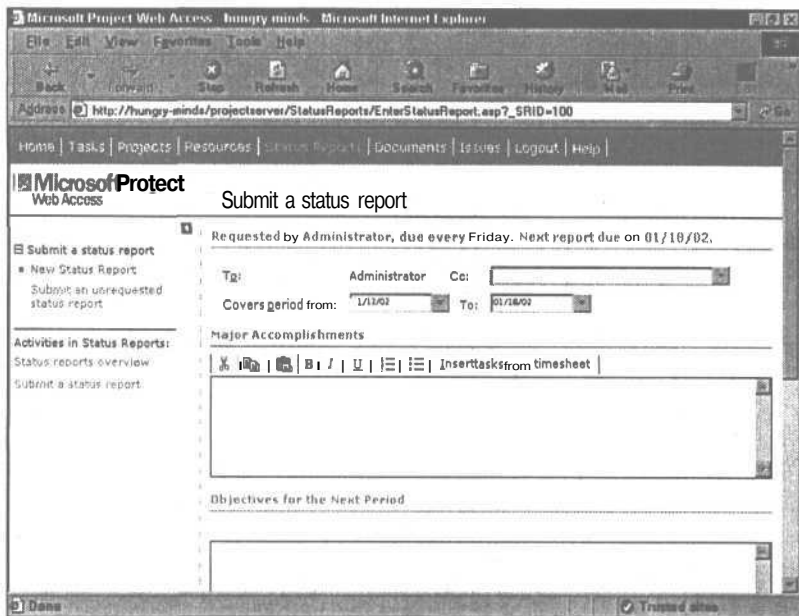 Microsoft Project Web Access - hungry minds - Microsoft Internet Explorer
File Edit View Favorites Tools Help
Back Forward Stop Refresh Home Search Favorites History Mail Print
Address http://hungry-minds/projectserver/StatusReports/EnterStatusReport.asp?_SRID=100 Go
Home | Tasks | Projects | Resources | Status Reports | Documents | Issues | Logout | Help |
Microsoft Protect
Web Access
Submit a status report
Requested by Administrator, due every Friday. Next report due on 01/18/02.
Submit a status report
New Status Report
Submit an unrequested
status report
To: Administrator Cc:
Covers period from: 1/12/02 To: 01/18/02
Activities in Status Reports:
Status reports overview
Submit a status report
Major Accomplishments
B I U Insert tasks from timesheet
Objectives for the Next Period
Done Trusted sites